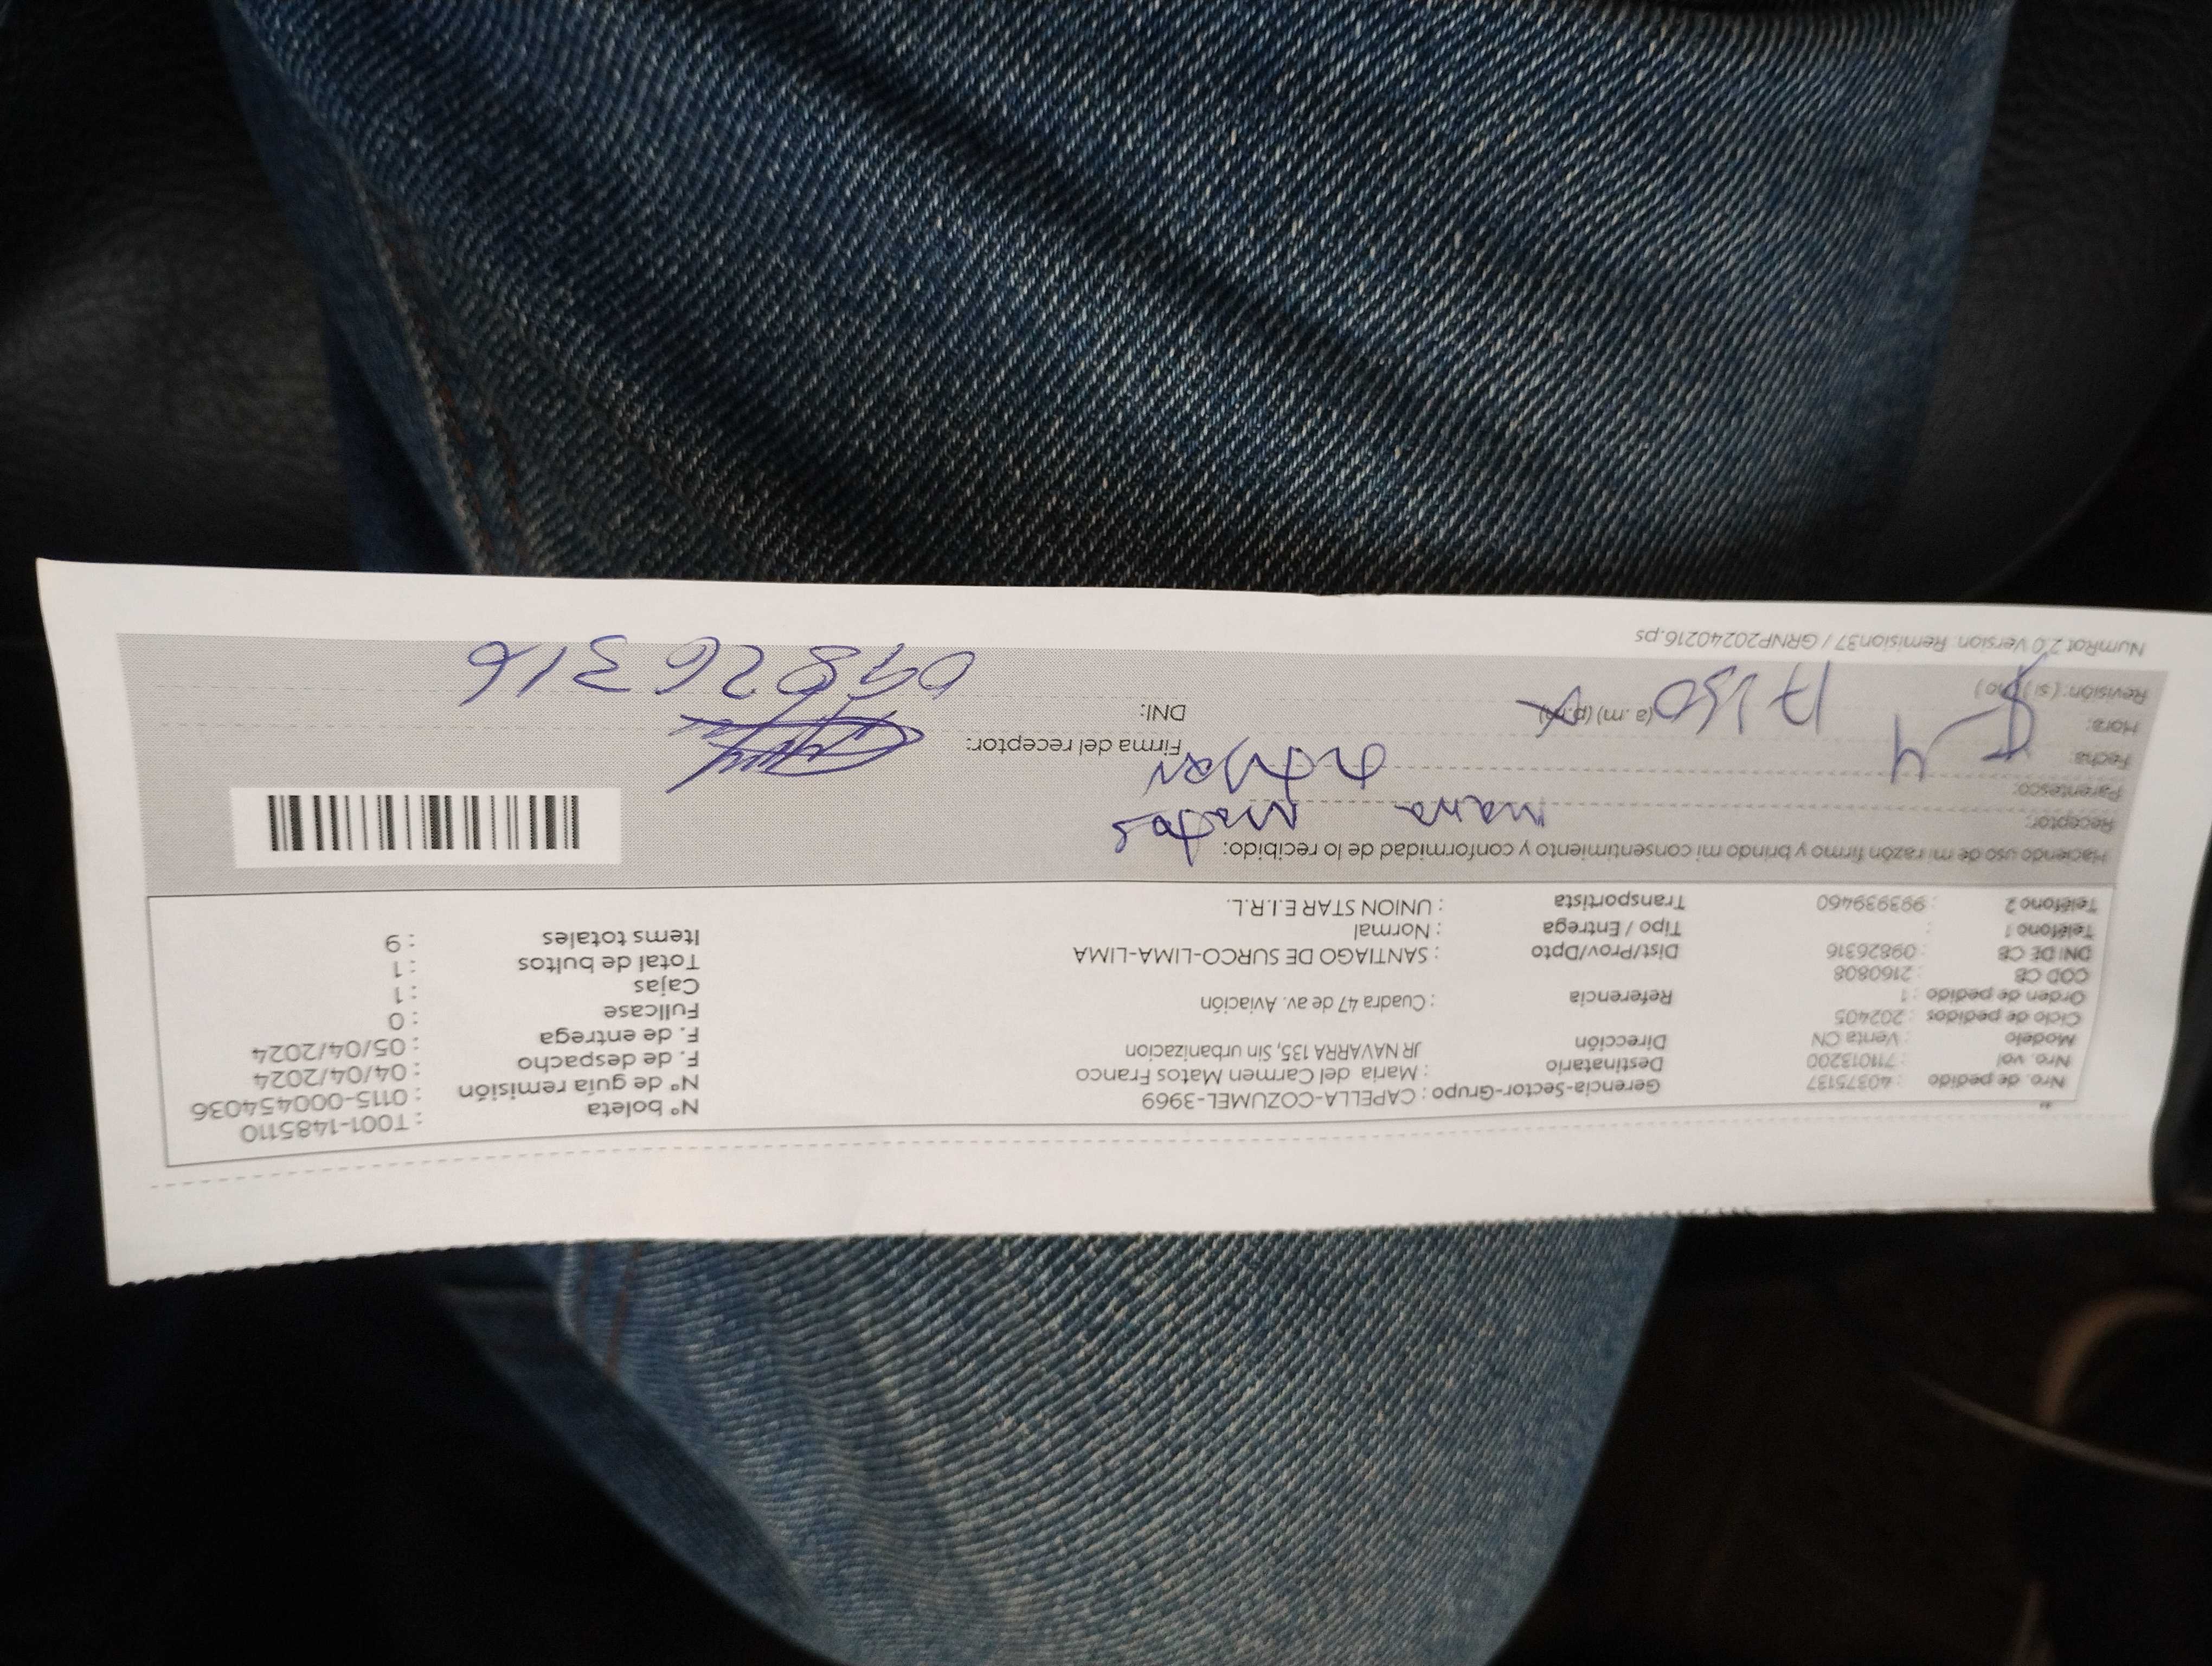 Nro. de pedido : 40375137 Gerencia-Sector-Grupo : CAPELLA-COZUMEL-3969 N° boleta : T001-1485110
Nro. vol : 711013200 Destinatario : Maria del Carmen Matos Franco N° de guía remisión : 0115-000454036
Modelo : Venta CN Dirección JR NAVARRA 135, Sin urbanizacion F. de despacho : 04/04/2024
Ciclo de pedidos : 202405 F. de entrega : 05/04/2024
Orden de pedido : 1 Referencia : Cuadra 47 de av. Aviación Fullcase : 0
COD CB : 2160808 Cajas : 1
DNI DE CB : 09826316 Dist/Prov/Dpto : SANTIAGO DE SURCO-LIMA-LIMA Total de bultos : 1
Teléfono 1 : Tipo / Entrega : Normal Items totales : 9
Teléfono 2 : 993939460 Transportista : UNION STAR E.I.R.L.
Haciendo uso de mi razón firmo y brindo mi consentimiento y conformidad de lo recibido:
Receptor: maria matos
Parentesco: titular
Fecha: 5-4 Firma del receptor:
Hora: (a.m) (p.m) DNI: 09826316
Revisión: (si) (no)
NumRot 2.0 Version. Remision37 / GRNP20240216.ps